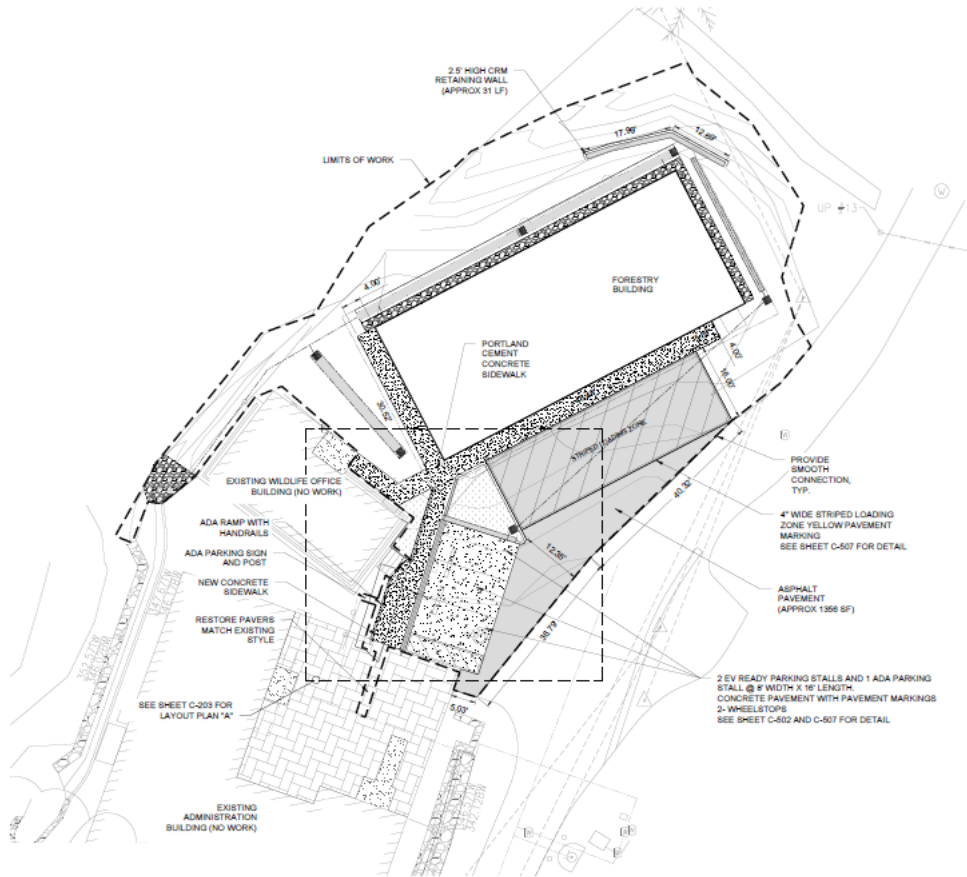 2.5' HIGH CRM
RETAINING WALL
(APPROX 31 LF)
17.99'
12.69'
LIMITS OF WORK
W
UP #13
4.00'
FORESTRY
BUILDING
PORTLAND
CEMENT
CONCRETE
SIDEWALK
4.00'
16.00'
30.52'
STRIPED LOADING ZONE
PROVIDE
SMOOTH
CONNECTION,
TYP.
EXISTING WILDLIFE OFFICE
BUILDING (NO WORK)
40.32'
4" WIDE STRIPED LOADING
ZONE YELLOW PAVEMENT
MARKING
SEE SHEET C-507 FOR DETAIL
ADA RAMP WITH
HANDRAILS
12.35'
ADA PARKING SIGN
AND POST
NEW CONCRETE
SIDEWALK
ASPHALT
PAVEMENT
(APPROX 1356 SF)
RESTORE PAVERS
MATCH EXISTING
STYLE
38.79'
2 EV READY PARKING STALLS AND 1 ADA PARKING
STALL @ 8' WIDTH X 16' LENGTH.
CONCRETE PAVEMENT WITH PAVEMENT MARKINGS
2- WHEELSTOPS
SEE SHEET C-502 AND C-507 FOR DETAIL
SEE SHEET C-203 FOR
LAYOUT PLAN "A"
5.03'
EXISTING
ADMINISTRATION
BUILDING (NO WORK)